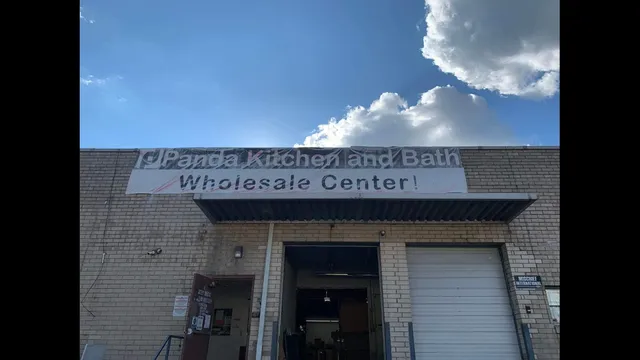 Panda Kitchen and Bath
Wholesale Center!